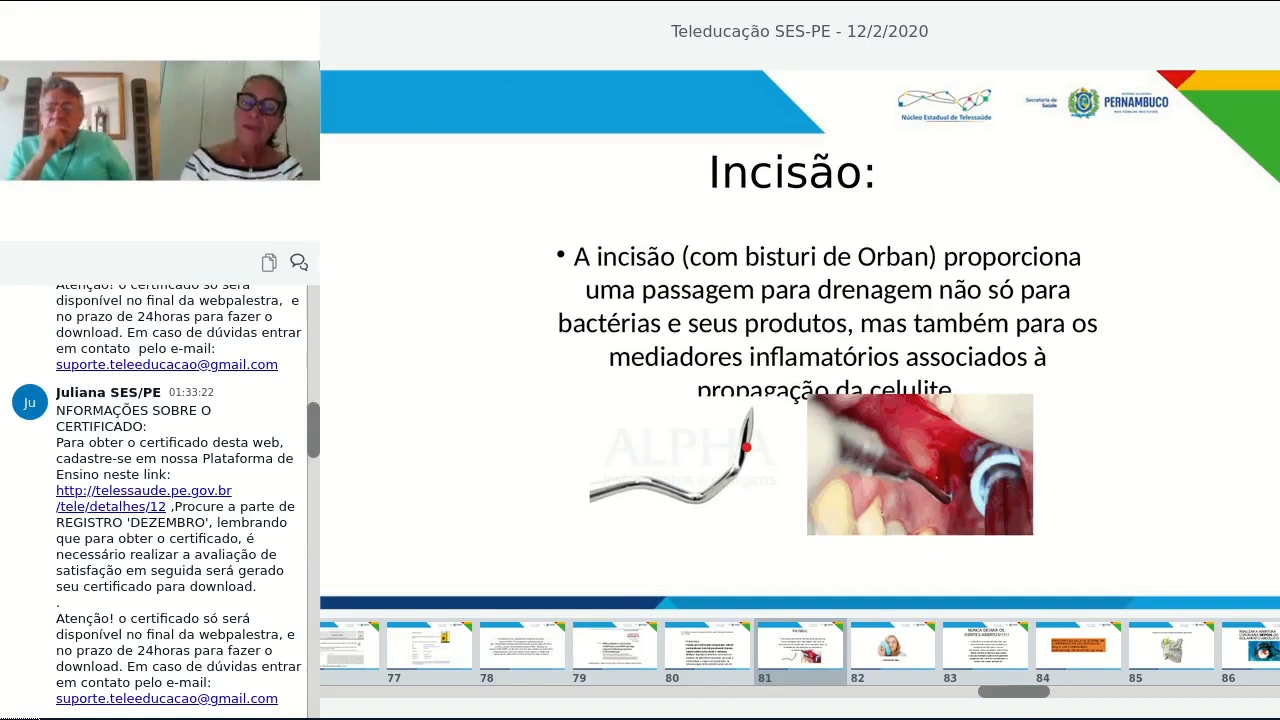 Teleducação SES-PE - 12/2/2020
Núcleo Estadual de Telessaúde
Secretaria de
Saúde
PERNAMBUCO
Incisão:
• A incisão (com bisturi de Orban) proporciona
uma passagem para drenagem não só para
bactérias e seus produtos, mas também para os
mediadores inflamatórios associados à
propagação da celulite
ALPHA
Atenção! o certificado só será
disponível no final da webpalestra, e
no prazo de 24horas para fazer o
download. Em caso de dúvidas entrar
em contato pelo e-mail:
suporte.teleeducacao@gmail.com
Ju
Juliana SES/PE 01:33:22
NFORMAÇÕES SOBRE O
CERTIFICADO:
Para obter o certificado desta web,
cadastre-se em nossa Plataforma de
Ensino neste link:
http://telessaude.pe.gov.br
/tele/detalhes/12 ,Procure a parte de
REGISTRO 'DEZEMBRO', lembrando
que para obter o certificado, é
necessário realizar a avaliação de
satisfação em seguida será gerado
seu certificado para download.
.
Atenção! o certificado só será
disponível no final da webpalestra, e
no prazo de 24horas para fazer o
download. Em caso de dúvidas entrar
em contato pelo e-mail:
suporte.teleeducacao@gmail.com
77 78 79 80 81 82 83 84 85 86